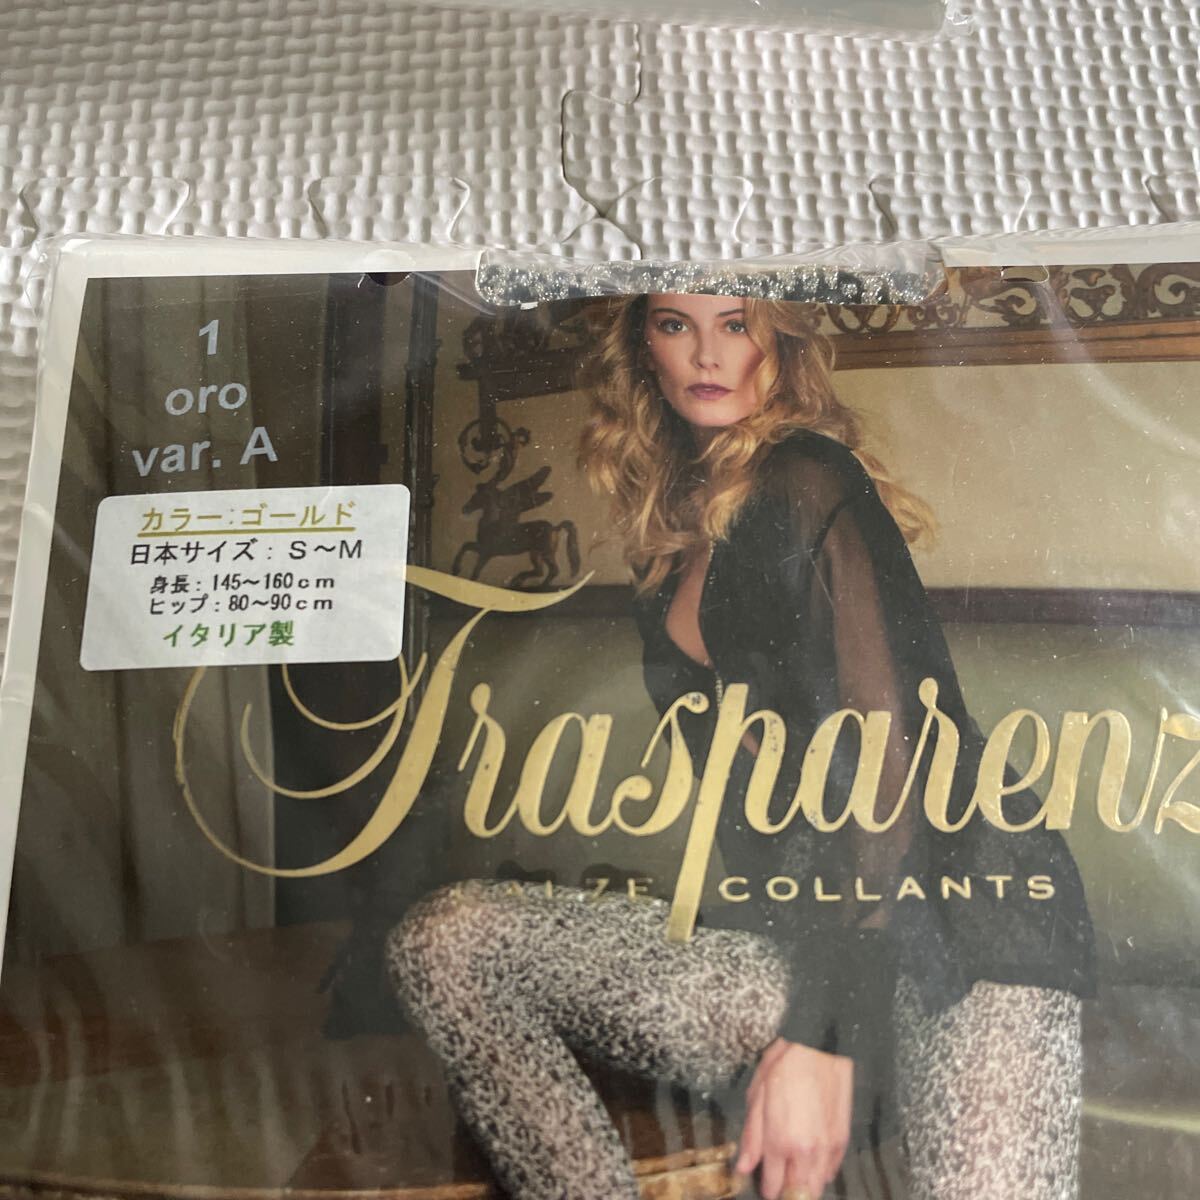 1
oro
var. A
カラー:ゴールド
日本サイズ: S～M
身長: 145～160cm
ヒップ: 80～90cm
イタリア製
Trasparenz
CALZE COLLANTS